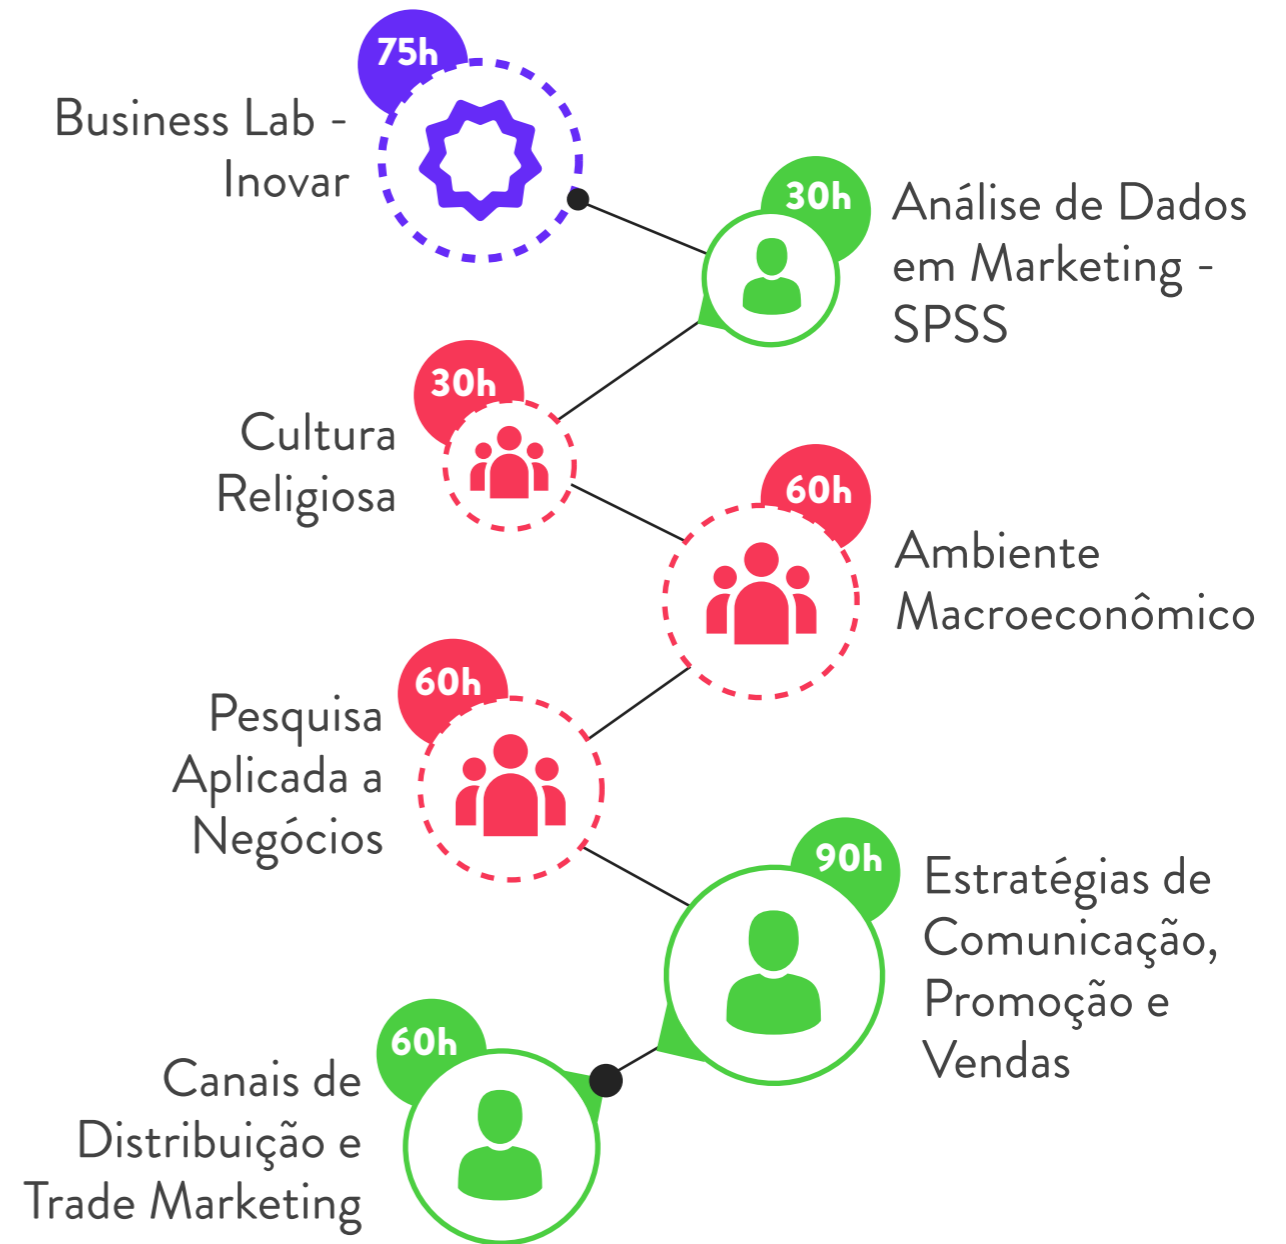 75h
Business Lab -
Inovar
30h
Análise de Dados
em Marketing -
SPSS
30h
Cultura
Religiosa
60h
Ambiente
Macroeconômico
60h
Pesquisa
Aplicada a
Negócios
90h
Estratégias de
Comunicação,
Promoção e
Vendas
60h
Canais de
Distribuição e
Trade Marketing